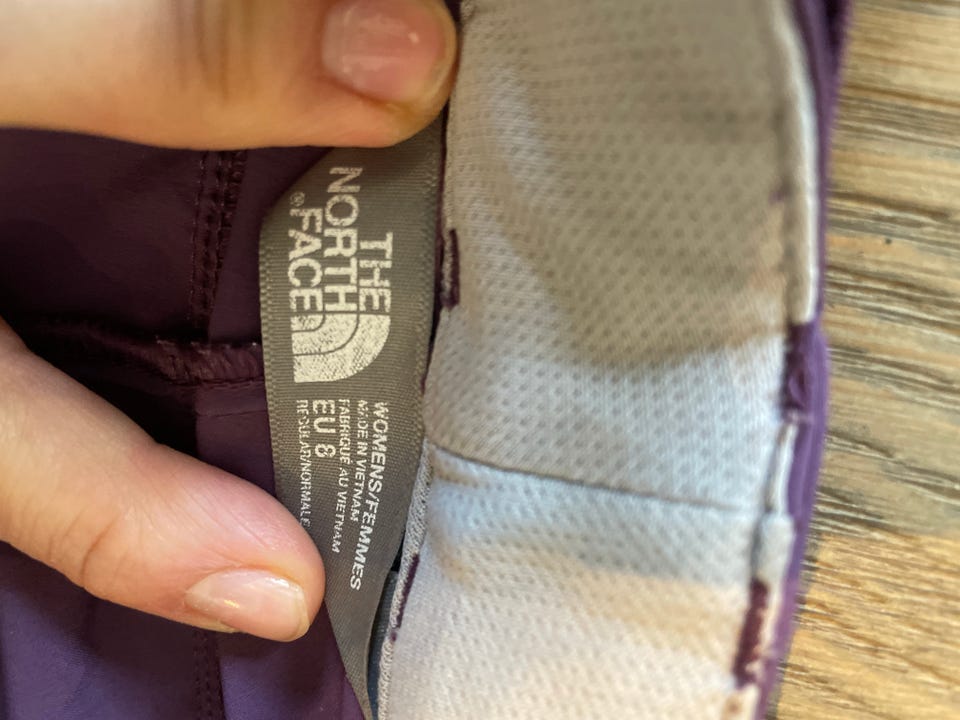 THE
NORTH
FACE
®
WOMENS/FEMMES
MADE IN VIETNAM
FABRIQUÉ AU VIETNAM
EU 8
REGULAR/NORMALE